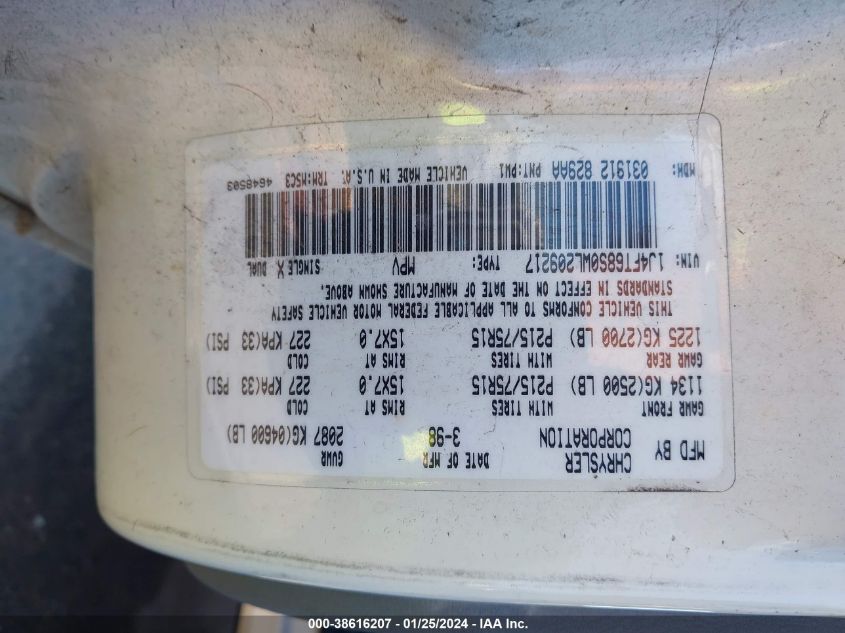 MFD BY CHRYSLER CORPORATION DATE OF MFR 3-98 GVWR 2087 KG(04600 LB)
GAWR FRONT WITH TIRES RIMS AT COLD
1134 KG(2500 LB) P215/75R15 15X7.0 227 KPA(33 PSI)
GAWR REAR WITH TIRES RIMS AT COLD
1225 KG(2700 LB) P215/75R15 15X7.0 227 KPA(33 PSI)
THIS VEHICLE CONFORMS TO ALL APPLICABLE FEDERAL MOTOR VEHICLE SAFETY
STANDARDS IN EFFECT ON THE DATE OF MANUFACTURE SHOWN ABOVE.
VIN: 1J4FT68S0WL209217 TYPE: MPV SINGLE X DUAL
MDH: 031912 829AA PNT:PW1 VEHICLE MADE IN U.S.A. TRM:M5C3 4648503
000-38616207 - 01/25/2024 - IAA Inc.